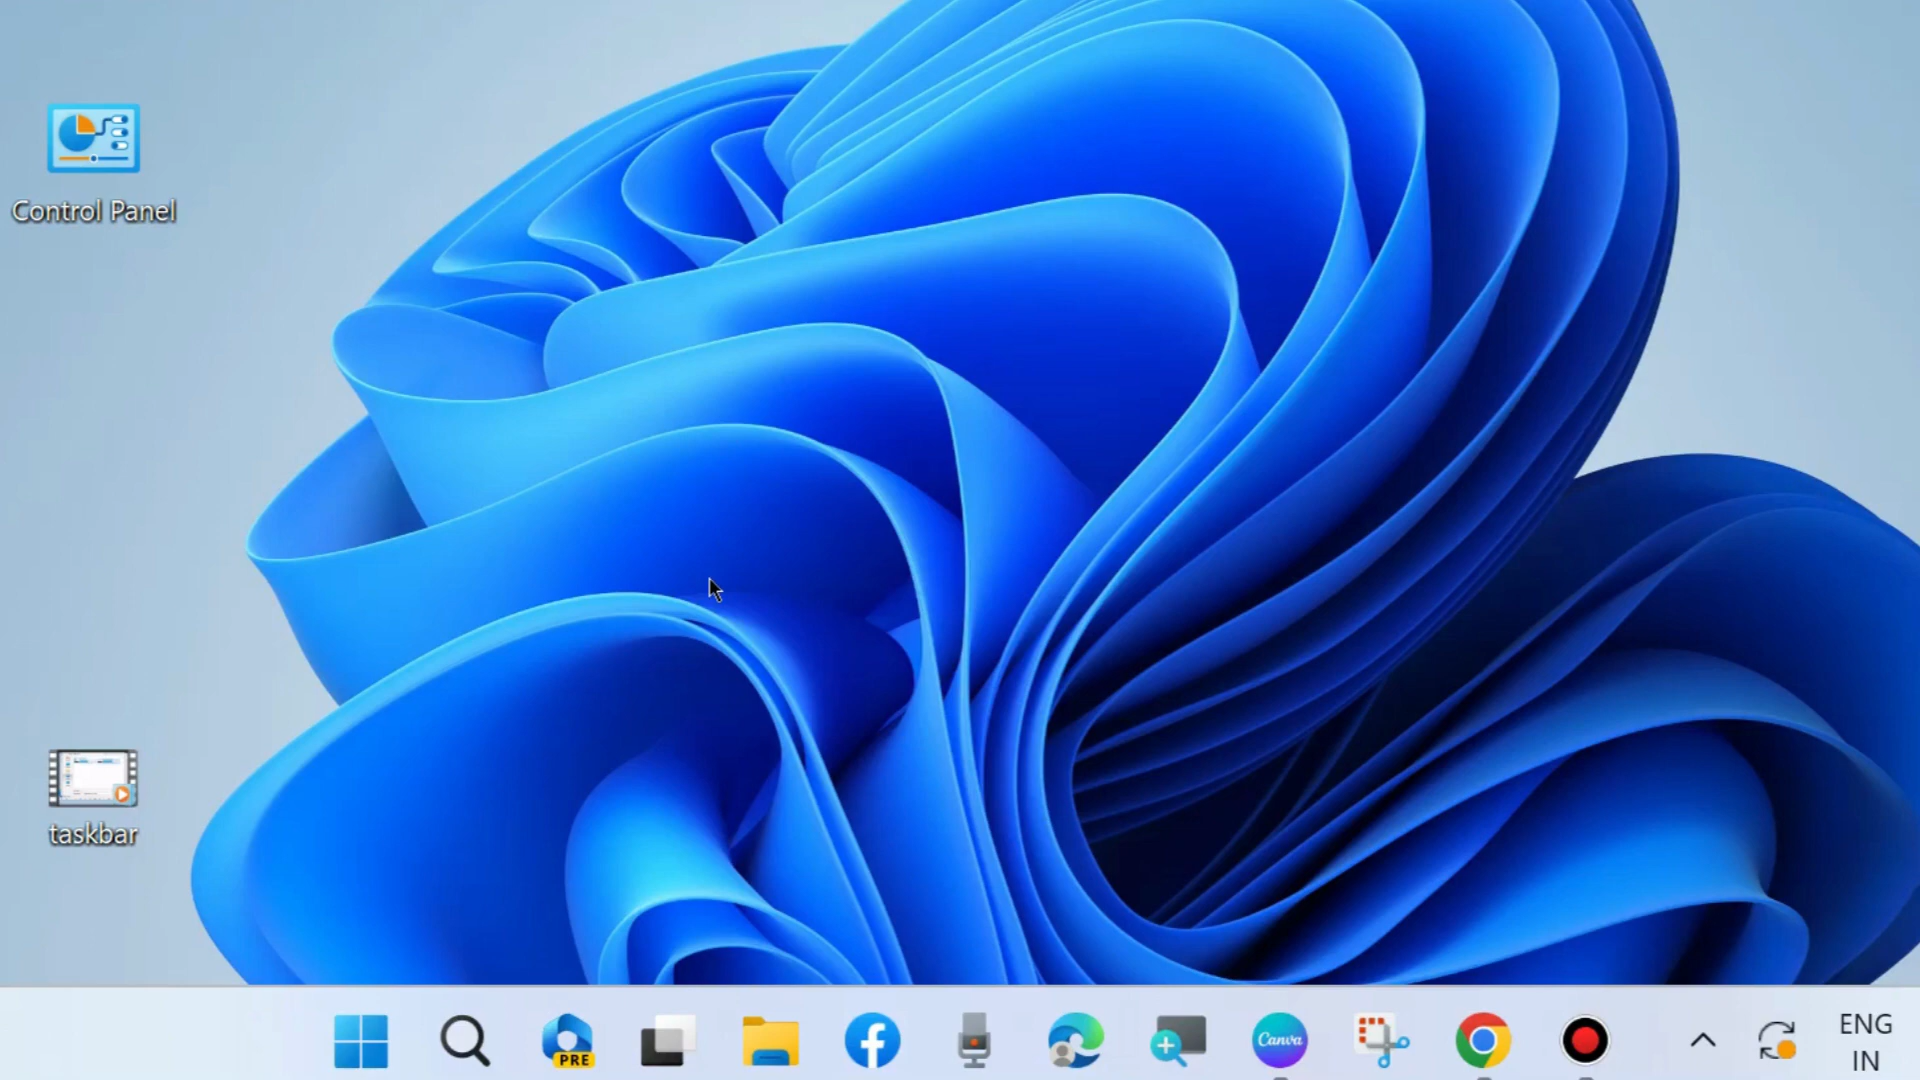 Control Panel
taskbar
PRE
Canva
ENG
IN